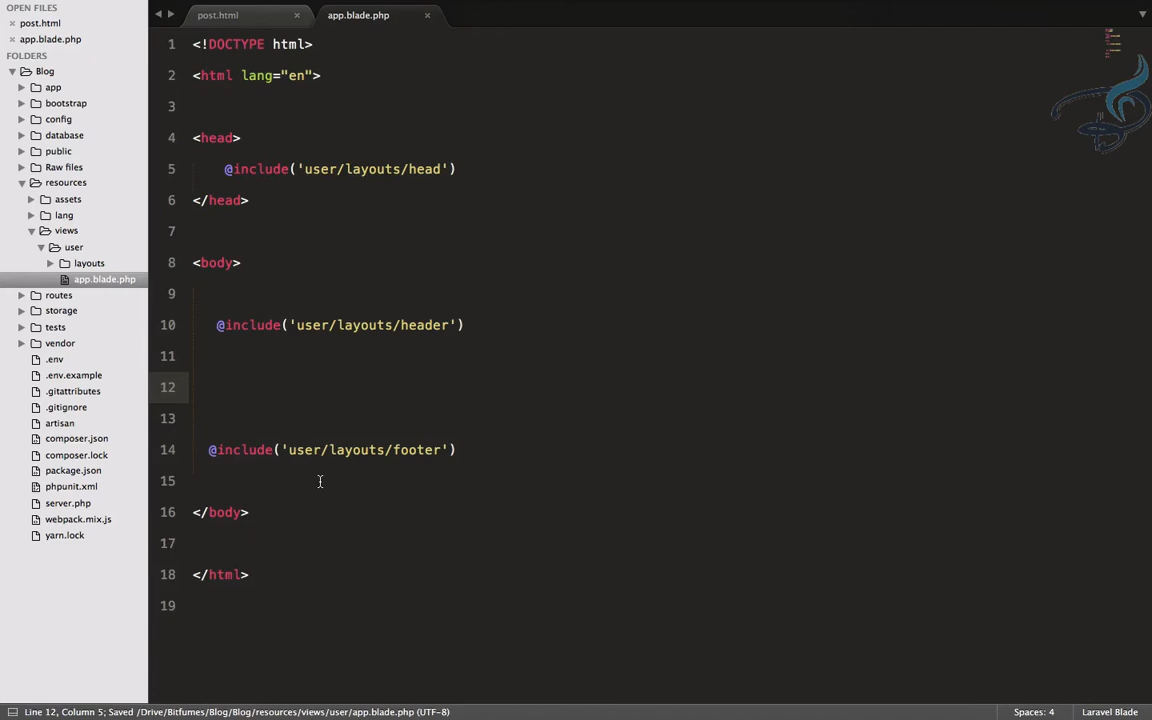 OPEN FILES
post.html
app.blade.php
FOLDERS
Blog
app
bootstrap
config
database
public
Raw files
resources
assets
lang
views
user
layouts
app.blade.php
routes
storage
tests
vendor
.env
.env.example
.gitattributes
.gitignore
artisan
composer.json
composer.lock
package.json
phpunit.xml
server.php
webpack.mix.js
yarn.lock
post.html
app.blade.php
1 <!DOCTYPE html>
2 <html lang="en">
3
4 <head>
5 @include('user/layouts/head')
6 </head>
7
8 <body>
9
10 @include('user/layouts/header')
11
12
13
14 @include('user/layouts/footer')
15
16 </body>
17
18 </html>
19
Line 12, Column 5; Saved /Drive/Bitfumes/Blog/Blog/resources/views/user/app.blade.php (UTF-8)
Spaces: 4
Laravel Blade